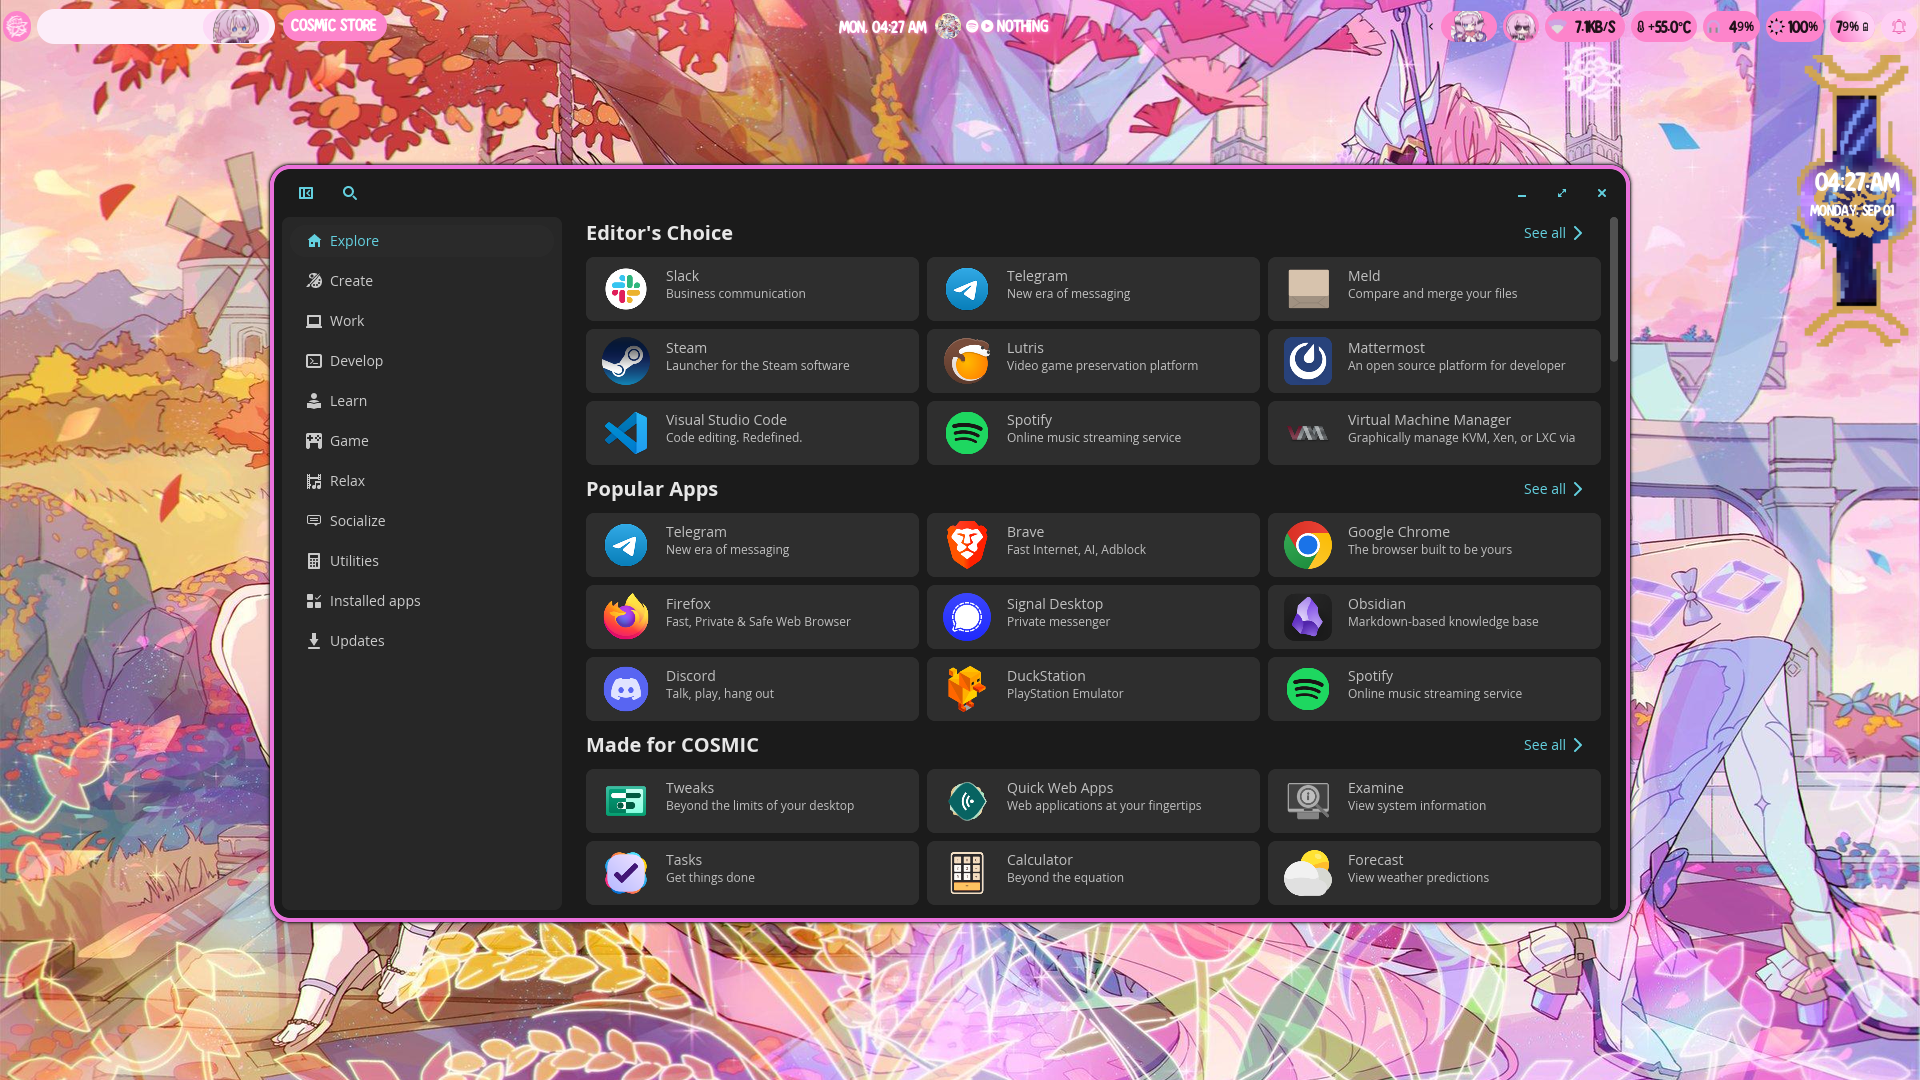 COSMIC STORE
MON. 04:27 AM
NOTHING
7.1KB/S
+55.0°C
49%
100%
79%
04:27 AM
MONDAY, SEP 01
Explore
Create
Work
Develop
Learn
Game
Relax
Socialize
Utilities
Installed apps
Updates
Editor's Choice
See all
Slack
Business communication
Telegram
New era of messaging
Meld
Compare and merge your files
Steam
Launcher for the Steam software
Lutris
Video game preservation platform
Mattermost
An open source platform for developer
Visual Studio Code
Code editing. Redefined.
Spotify
Online music streaming service
Virtual Machine Manager
Graphically manage KVM, Xen, or LXC via
Popular Apps
See all
Telegram
New era of messaging
Brave
Fast Internet, AI, Adblock
Google Chrome
The browser built to be yours
Firefox
Fast, Private & Safe Web Browser
Signal Desktop
Private messenger
Obsidian
Markdown-based knowledge base
Discord
Talk, play, hang out
DuckStation
PlayStation Emulator
Spotify
Online music streaming service
Made for COSMIC
See all
Tweaks
Beyond the limits of your desktop
Quick Web Apps
Web applications at your fingertips
Examine
View system information
Tasks
Get things done
Calculator
Beyond the equation
Forecast
View weather predictions